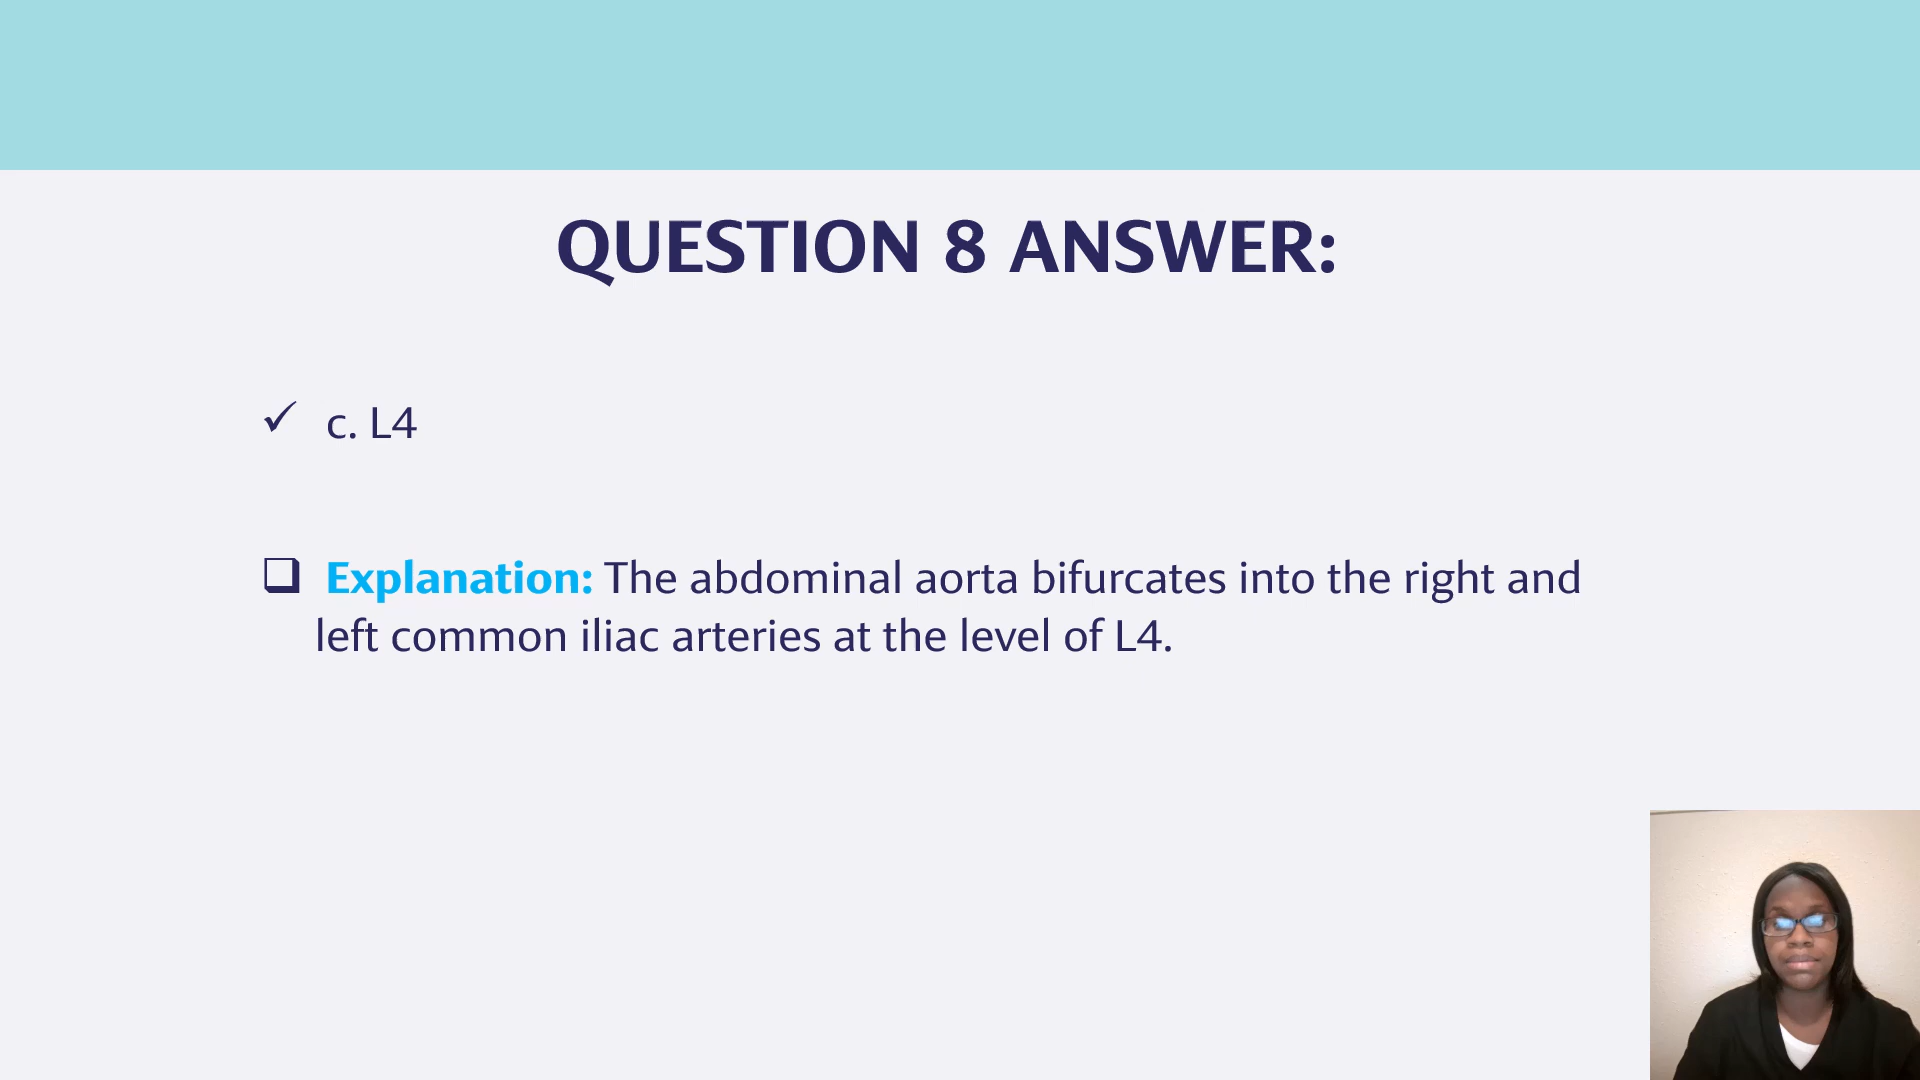 QUESTION 8 ANSWER:
✓ c. L4
❑ Explanation: The abdominal aorta bifurcates into the right and
left common iliac arteries at the level of L4.